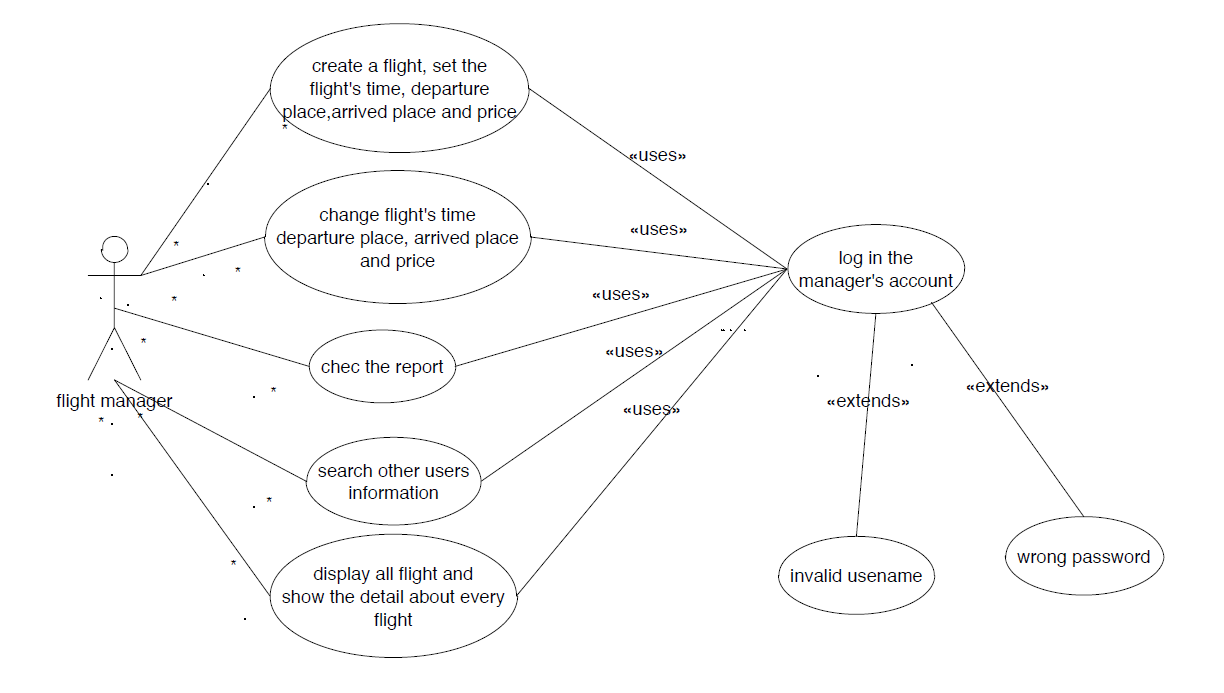 create a flight, set the
flight's time, departure
place,arrived place and price
*
«uses»
change flight's time
departure place, arrived place
and price
*
*
«uses»
log in the
manager's account
*
«uses»
*
chec the report
«uses»
flight manager
*
*
*
«uses»
«extends»
«extends»
search other users
information
*
*
display all flight and
show the detail about every
flight
invalid usename
wrong password